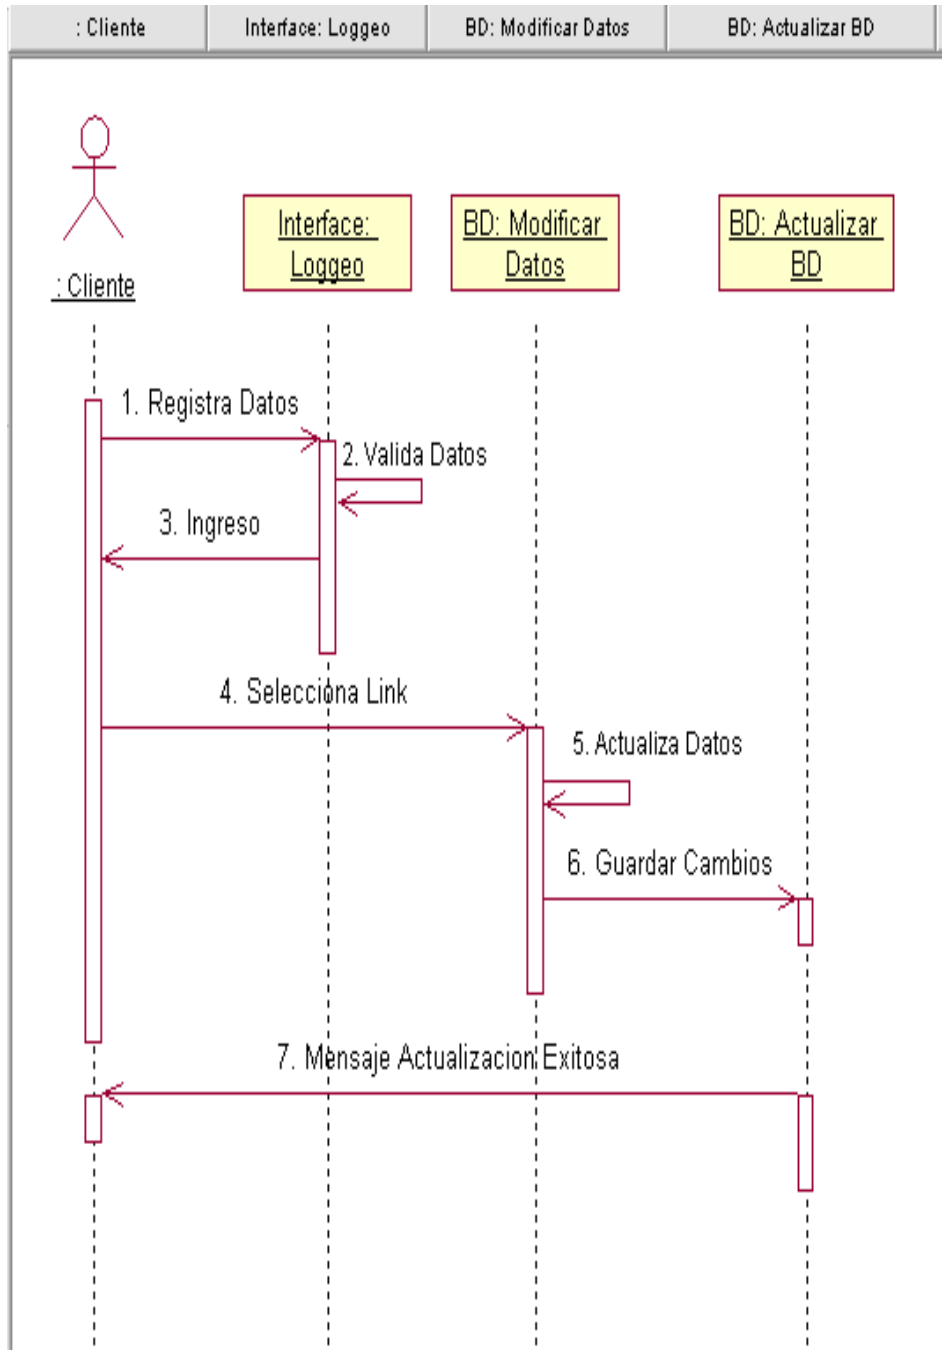 : Cliente
Interface: Loggeo
BD: Modificar Datos
BD: Actualizar BD
: Cliente
Interface:
Loggeo
BD: Modificar
Datos
BD: Actualizar
BD
1. Registra Datos
2. Valida Datos
3. Ingreso
4. Selecciona Link
5. Actualiza Datos
6. Guardar Cambios
7. Mensaje Actualizacion Exitosa